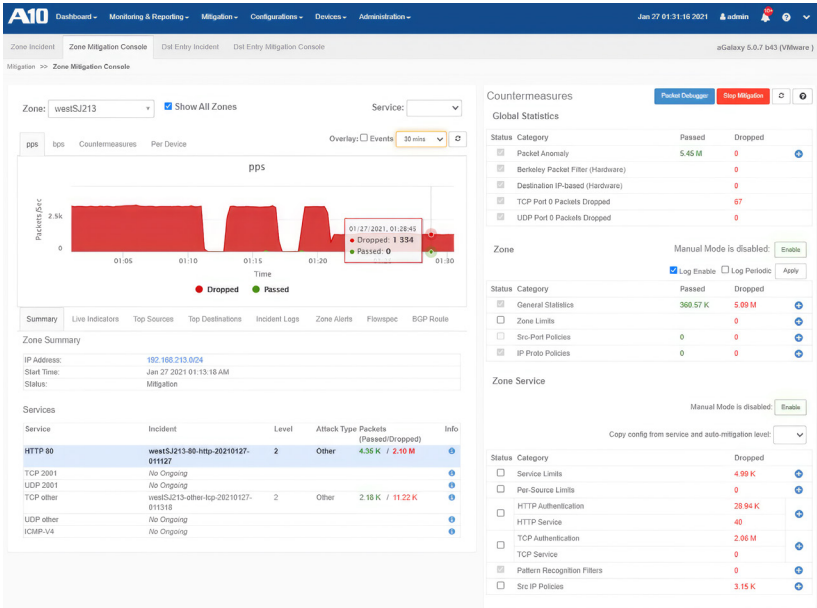 A10 Dashboard Monitoring & Reporting Mitigation Configurations Devices Administration Jan 27 01:31:16 2021 admin 10+
Zone Incident Zone Mitigation Console Dst Entry Incident Dst Entry Mitigation Console aGalaxy 5.0.7 b43 (VMware )
Mitigation >> Zone Mitigation Console
Zone: westSJ213 Show All Zones Service:
pps bps Countermeasures Per Device Overlay: Events 30 mins
pps
Packets/Sec
2.5k
0
01/27/2021, 01:28:45
Dropped: 1 334
Passed: 0
01:05 01:10 01:15 01:20 01:30
Time
Dropped Passed
Summary Live Indicators Top Sources Top Destinations Incident Logs Zone Alerts Flowspec BGP Route
Zone Summary
IP Address: 192.168.213.0/24
Start Time: Jan 27 2021 01:13:18 AM
Status: Mitigation
Services
Service Incident Level Attack Type Packets (Passed/Dropped) Info
HTTP 80 westSJ213-80-http-20210127-011127 2 Other 4.35 K / 2.10 M
TCP 2001 No Ongoing
UDP 2001 No Ongoing
TCP other westSJ213-other-tcp-20210127-011318 2 Other 2.18 K / 11.22 K
UDP other No Ongoing
ICMP-V4 No Ongoing
Countermeasures Packet Debugger Stop Mitigation
Global Statistics
Status Category Passed Dropped
Packet Anomaly 5.45 M 0
Berkeley Packet Filter (Hardware) 0
Destination IP-based (Hardware) 0
TCP Port 0 Packets Dropped 67
UDP Port 0 Packets Dropped 0
Zone Manual Mode is disabled: Enable
Log Enable Log Periodic Apply
Status Category Passed Dropped
General Statistics 360.57 K 5.09 M
Zone Limits 0
Src-Port Policies 0 0
IP Proto Policies 0 0
Zone Service
Manual Mode is disabled: Enable
Copy config from service and auto-mitigation level:
Status Category Dropped
Service Limits 4.99 K
Per-Source Limits 0
HTTP Authentication 28.94 K
HTTP Service 40
TCP Authentication 2.06 M
TCP Service 0
Pattern Recognition Filters 0
Src IP Policies 3.15 K